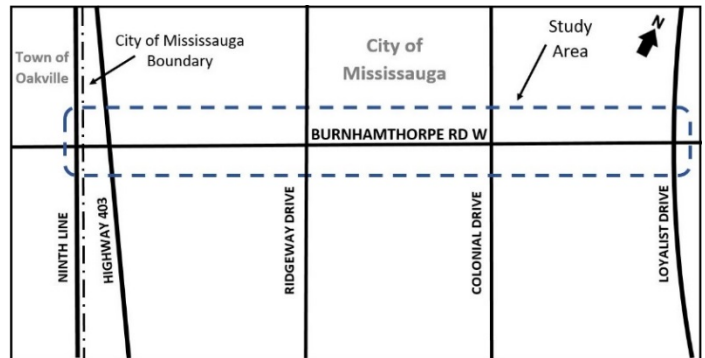 Town of
Oakville
City of Mississauga
Boundary
City of
Mississauga
Study
Area
N
BURNHAMTHORPE RD W
NINTH LINE
HIGHWAY 403
RIDGEWAY DRIVE
COLONIAL DRIVE
LOYALIST DRIVE